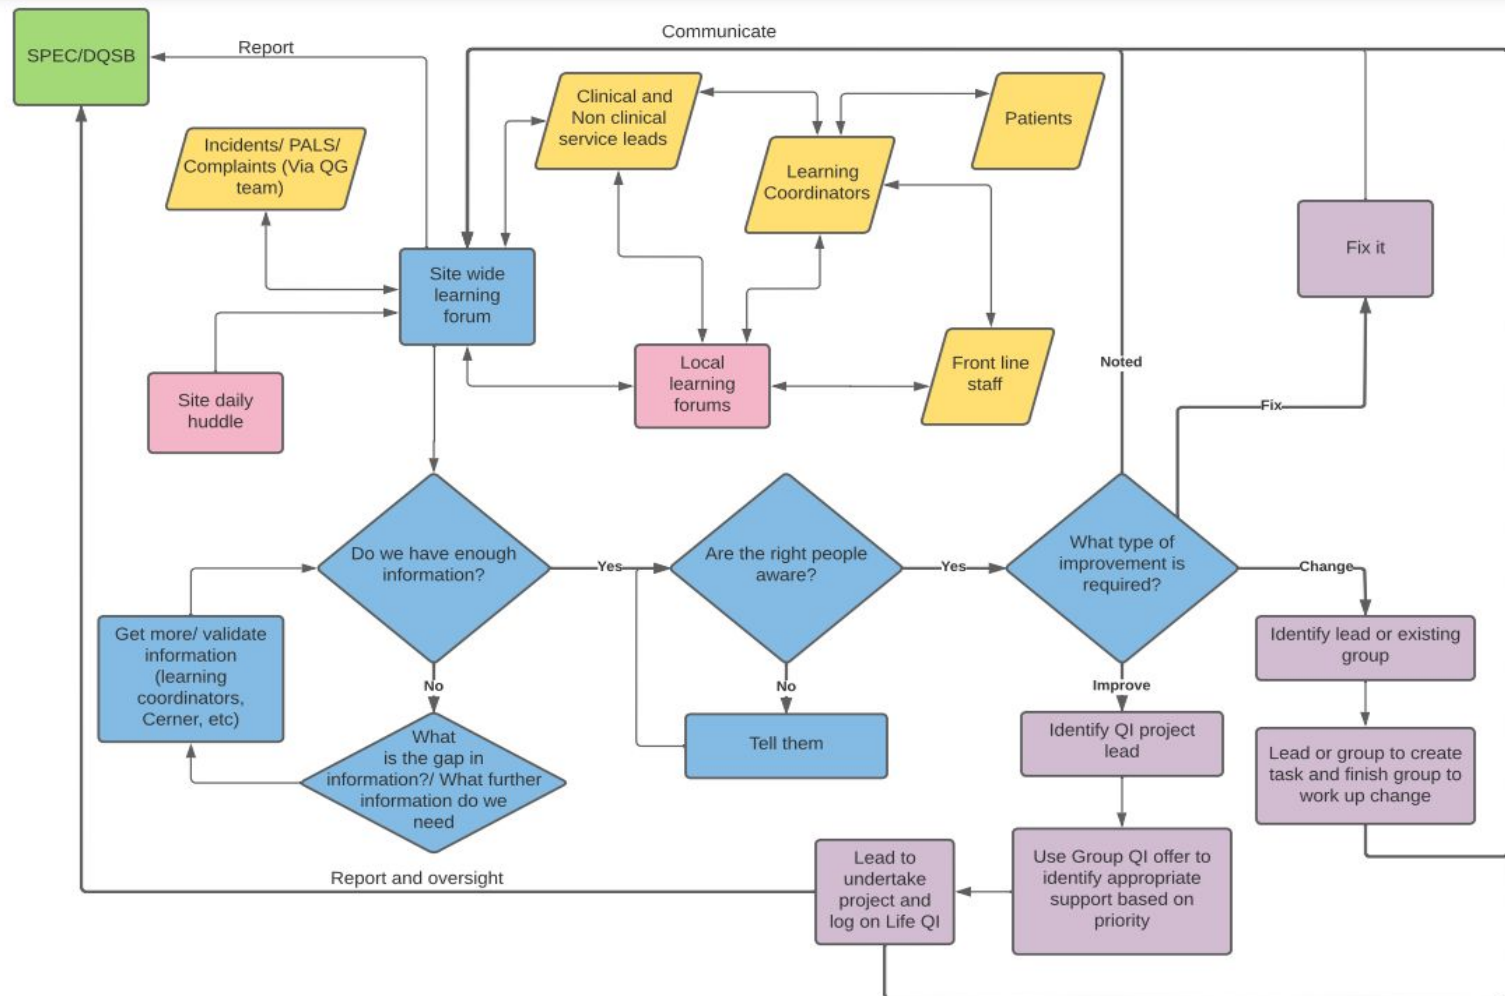 Communicate
SPEC/DQSB
Report
Clinical and
Non clinical
service leads
Patients
Incidents/ PALS/
Complaints (Via QG
team)
Learning
Coordinators
Site wide
learning
forum
Fix it
Local
learning
forums
Front line
staff
Noted
Site daily
huddle
Fix
Do we have enough
information?
Yes
Are the right people
aware?
Yes
What type of
improvement is
required?
Change
Get more/ validate
information
(learning
coordinators,
Cerner, etc)
Identify lead or existing
group
No
No
Improve
What
is the gap in
information?/ What further
information do we
need
Tell them
Identify QI project
lead
Lead or group to create
task and finish group to
work up change
Report and oversight
Lead to
undertake
project and
log on Life QI
Use Group QI offer to
identify appropriate
support based on
priority